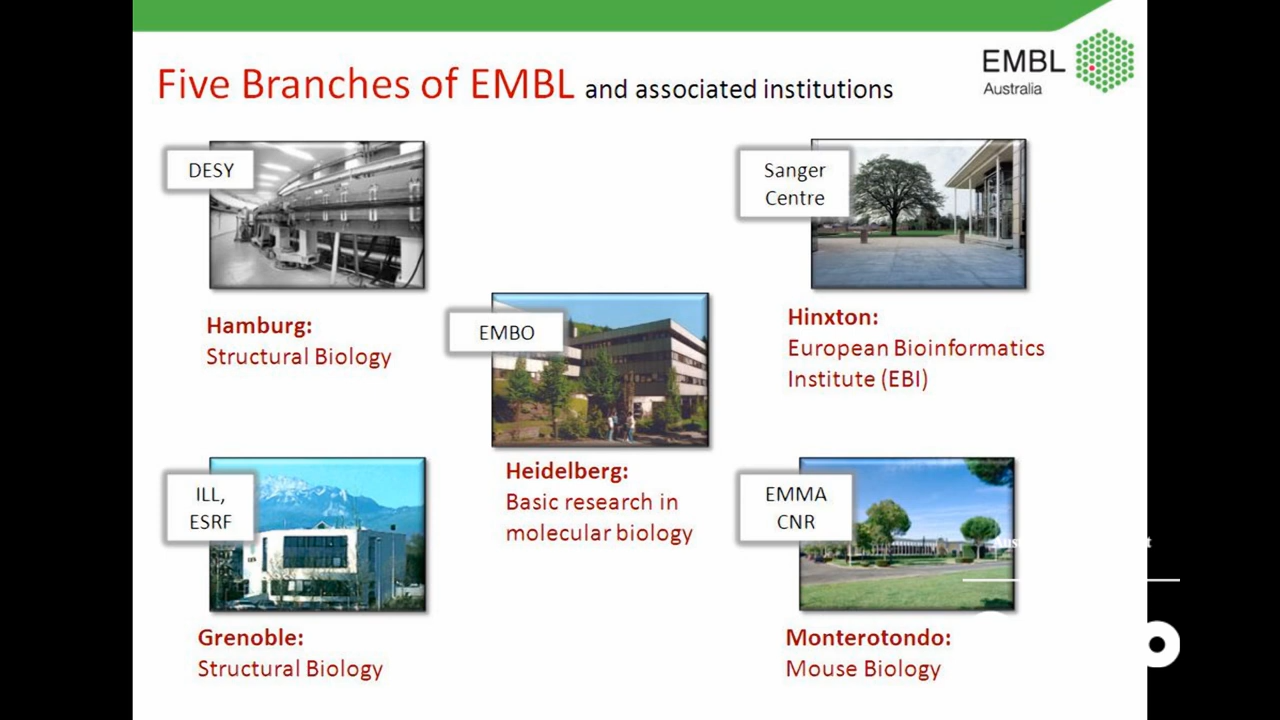 Five Branches of EMBL and associated institutions
EMBL
Australia
DESY
Hamburg:
Structural Biology
Sanger
Centre
Hinxton:
European Bioinformatics
Institute (EBI)
EMBO
Heidelberg:
Basic research in
molecular biology
ILL,
ESRF
Grenoble:
Structural Biology
EMMA
CNR
Monterotondo:
Mouse Biology